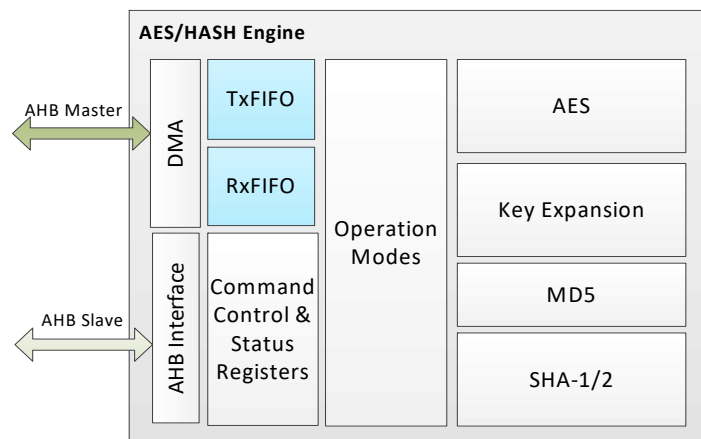 AES/HASH Engine
AHB Master
DMA
TxFIFO
RxFIFO
AHB Slave
AHB Interface
Command
Control &
Status
Registers
Operation
Modes
AES
Key Expansion
MD5
SHA-1/2